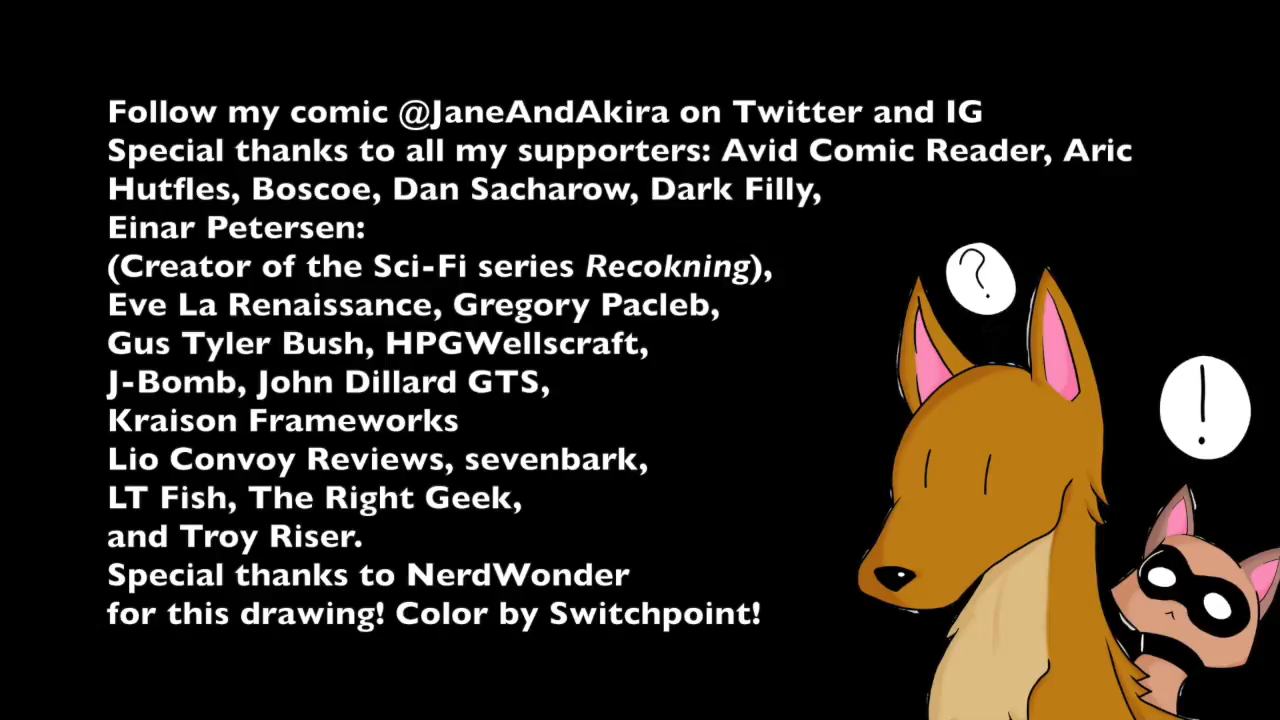 Follow my comic @JaneAndAkira on Twitter and IG
Special thanks to all my supporters: Avid Comic Reader, Aric
Hutfles, Boscoe, Dan Sacharow, Dark Filly,
Einar Petersen:
(Creator of the Sci-Fi series Recokning),
Eve La Renaissance, Gregory Pacleb,
Gus Tyler Bush, HPGWellscraft,
J-Bomb, John Dillard GTS,
Kraison Frameworks
Lio Convoy Reviews, sevenbark,
LT Fish, The Right Geek,
and Troy Riser.
Special thanks to NerdWonder
for this drawing! Color by Switchpoint!
?
!